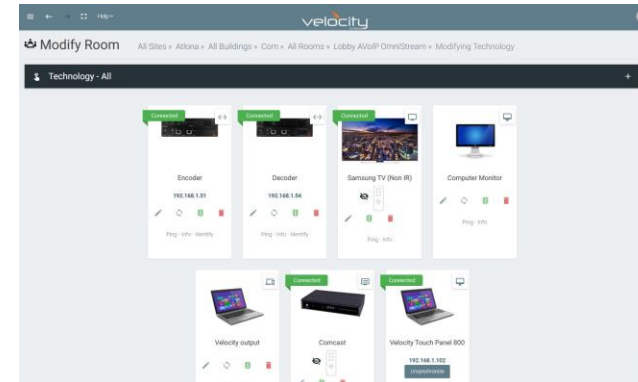 Help
velocity
Modify Room
All Sites » Atlona » All Buildings » Com » All Rooms » Lobby AVoIP OmniStream » Modifying Technology
Technology - All +
Connected Connected Connected
Encoder Decoder Samsung TV (Non IR) Computer Monitor
192.168.1.51 192.168.1.54
Ping - Info - Identify Ping - Info - Identify Ping - Info Ping - Info
Connected Connected
Velocity output Comcast Velocity Touch Panel 800
192.168.1.102
Unsynchronize